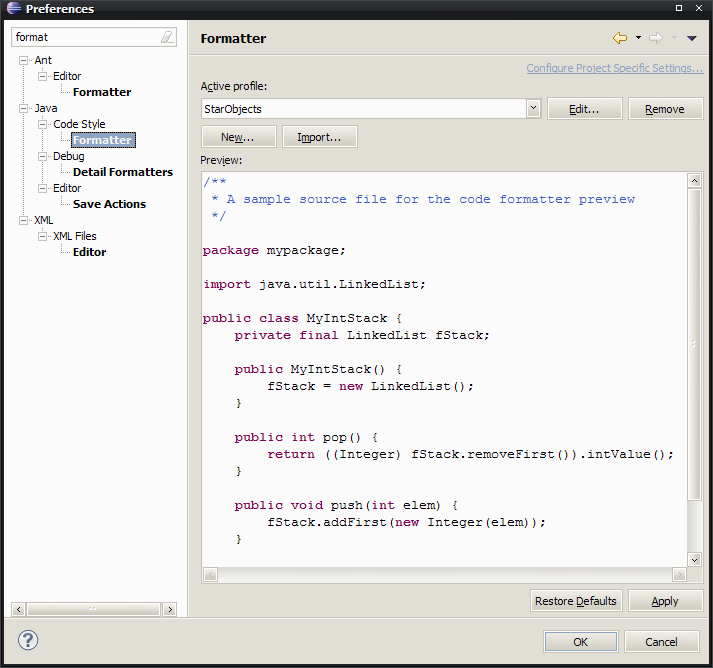 Preferences
format
Ant
Editor
Formatter
Java
Code Style
Formatter
Debug
Detail Formatters
Editor
Save Actions
XML
XML Files
Editor
Formatter
Configure Project Specific Settings...
Active profile:
StarObjects
Edit...
Remove
New...
Import...
Preview:
/**
 * A sample source file for the code formatter preview
 */
package mypackage;
import java.util.LinkedList;
public class MyIntStack {
    private final LinkedList fStack;
    public MyIntStack() {
        fStack = new LinkedList();
    }
    public int pop() {
        return ((Integer) fStack.removeFirst()).intValue();
    }
    public void push(int elem) {
        fStack.addFirst(new Integer(elem));
    }
Restore Defaults
Apply
?
OK
Cancel